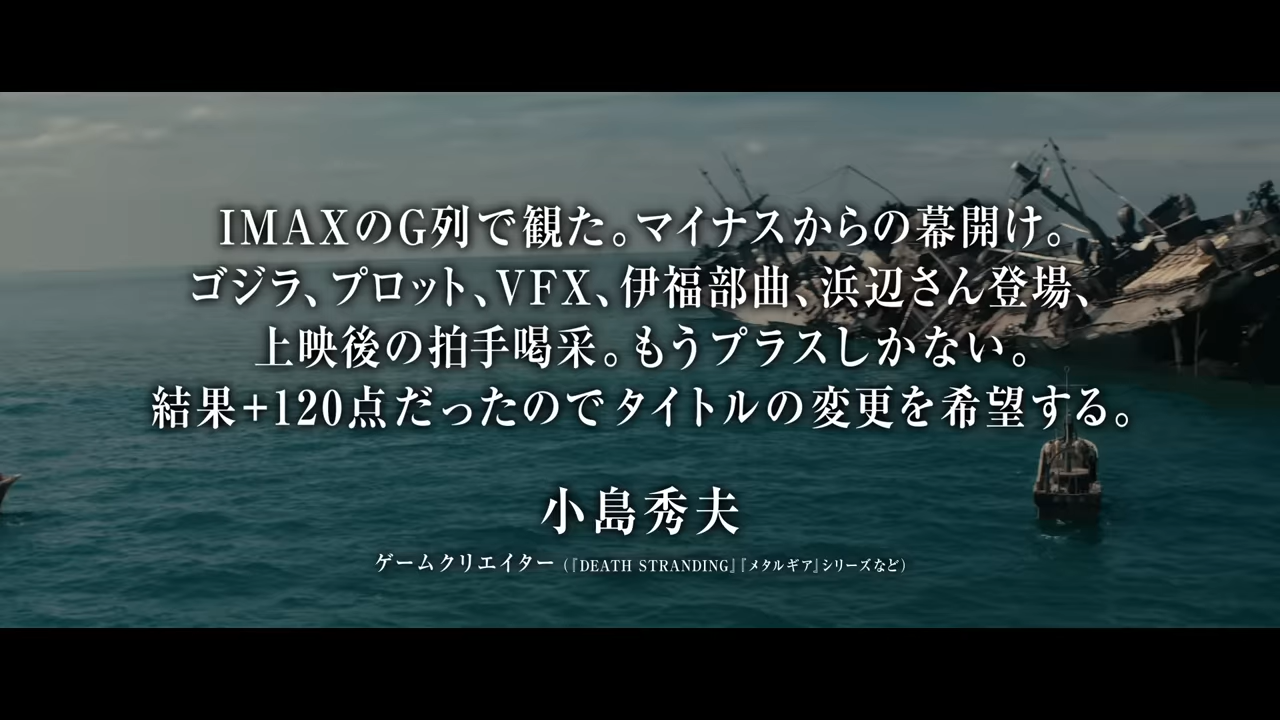 IMAXのG列で観た。マイナスからの幕開け。
ゴジラ、プロット、VFX、伊福部曲、浜辺さん登場、
上映後の拍手喝采。もうプラスしかない。
結果+120点だったのでタイトルの変更を希望する。
小島秀夫
ゲームクリエイター（『DEATH STRANDING』『メタルギア』シリーズなど）